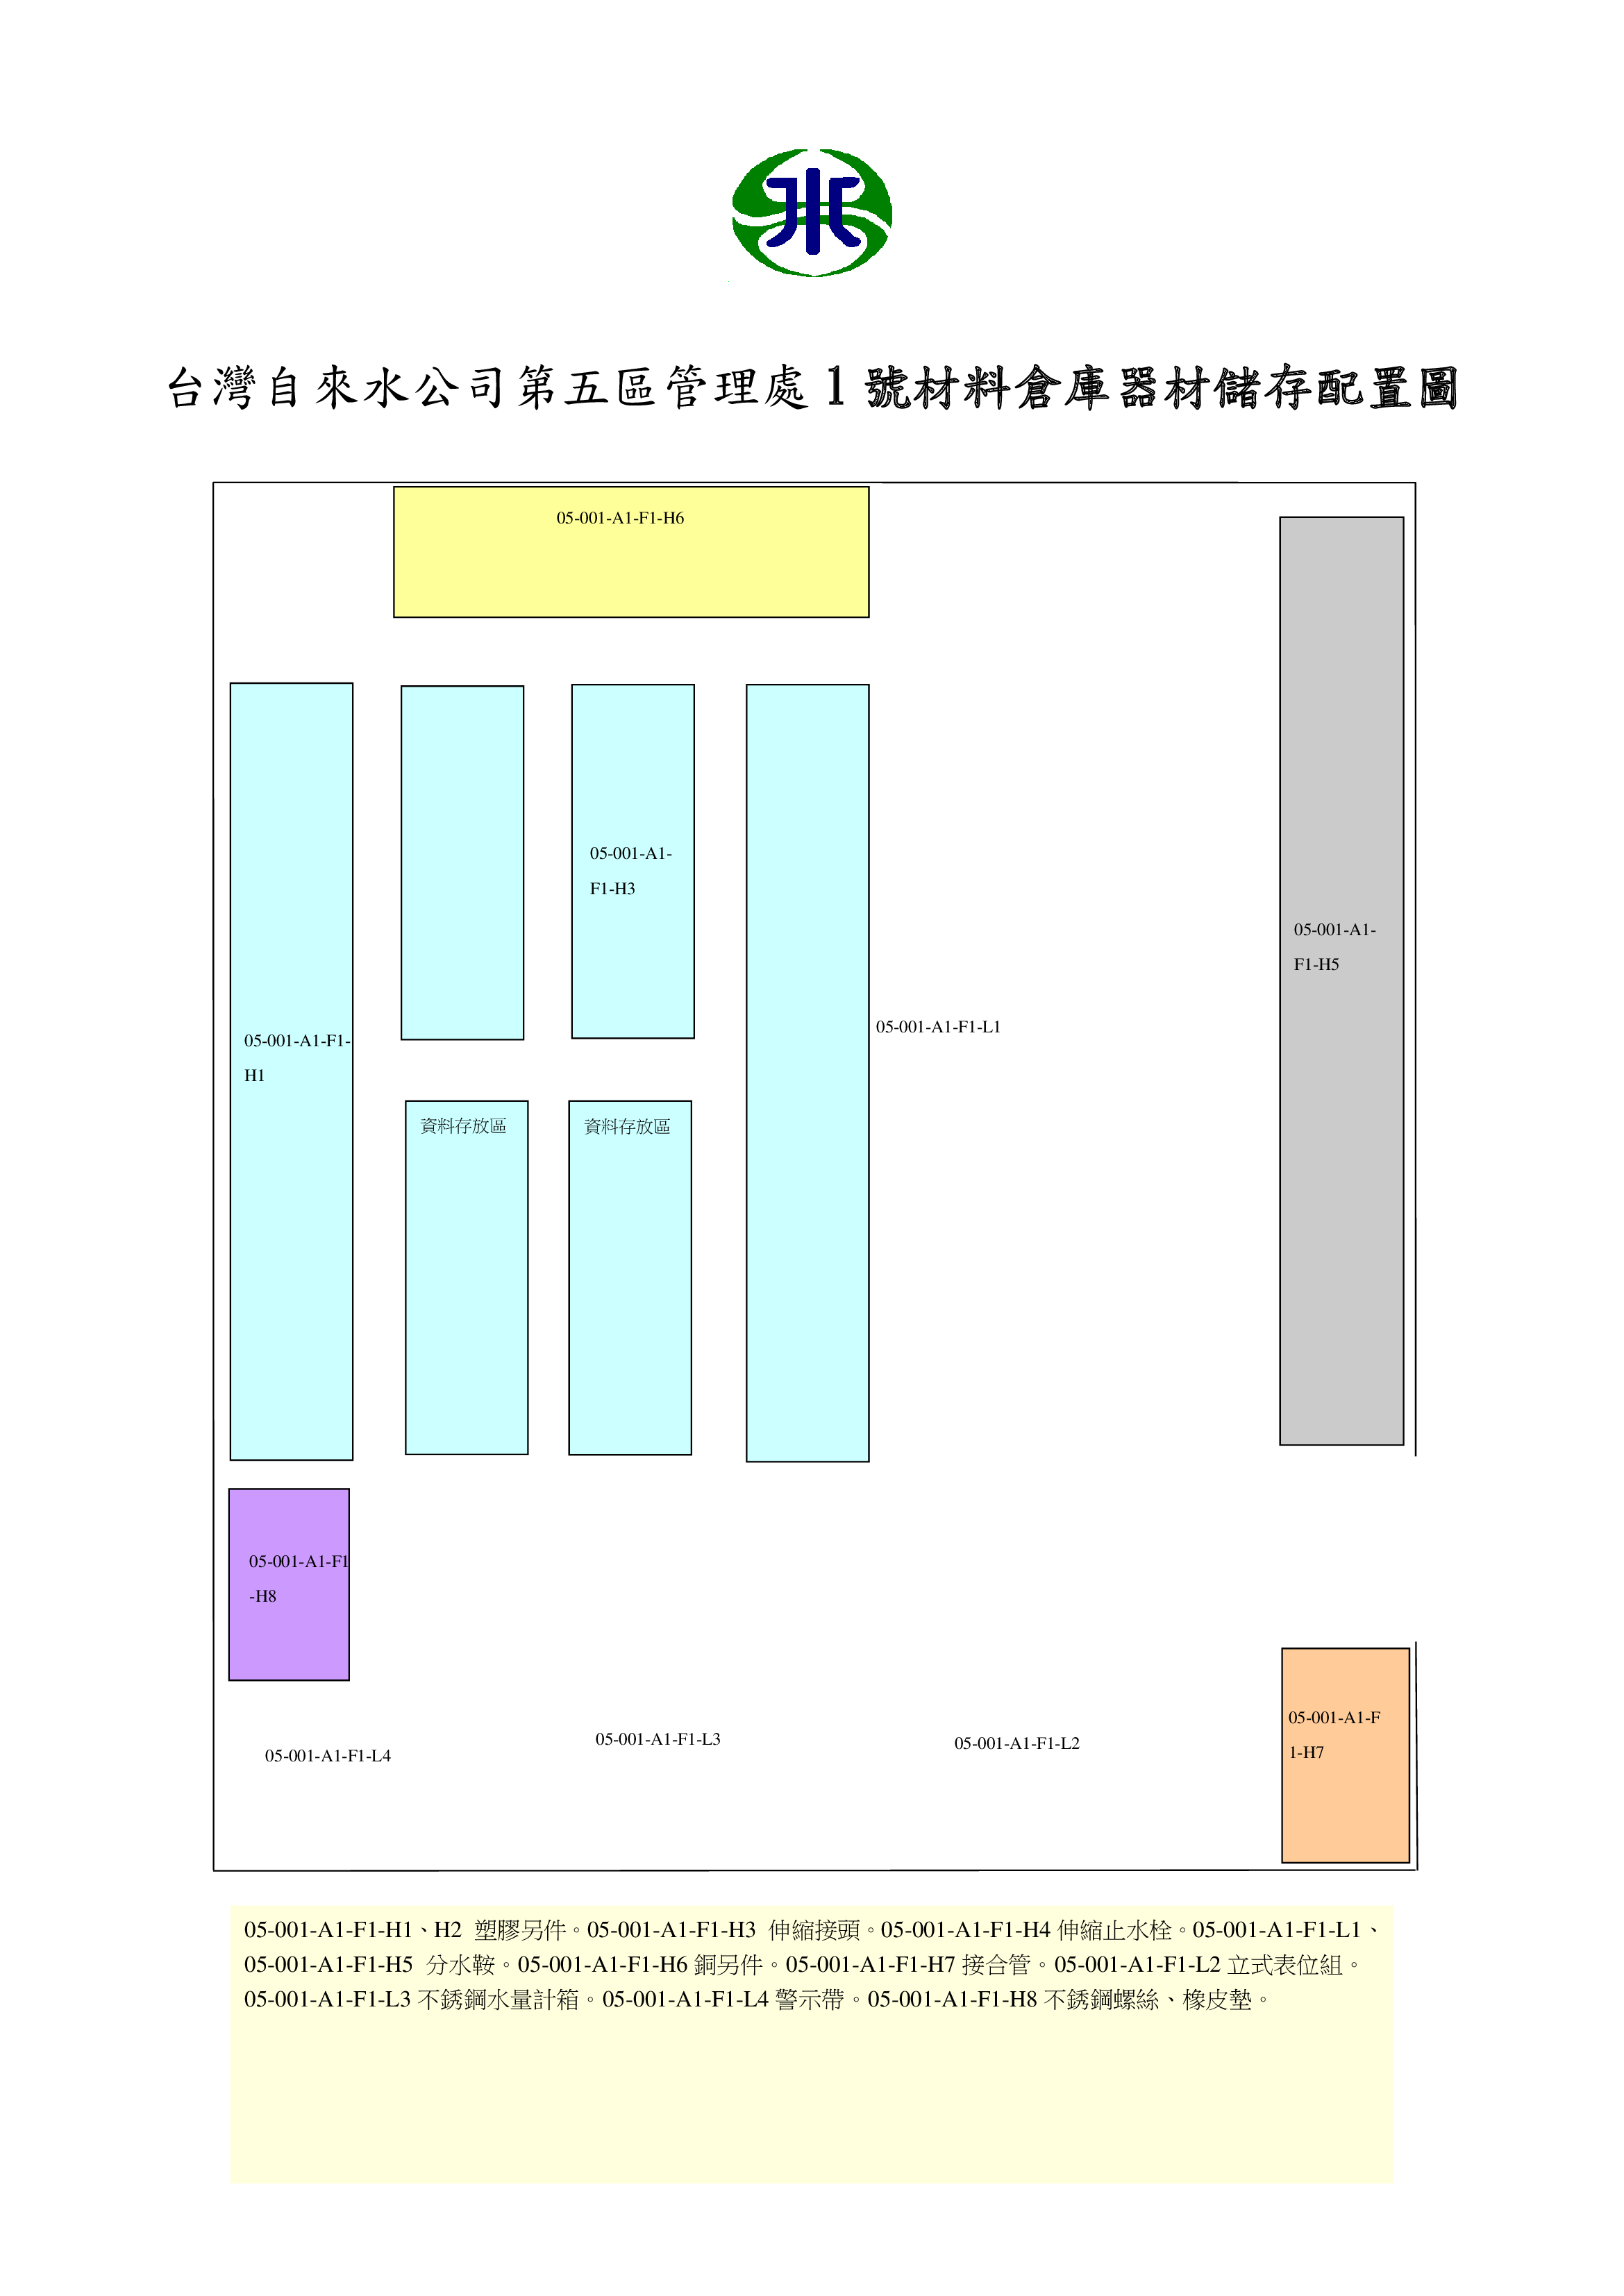 台灣自來水公司第五區管理處 1 號材料倉庫器材儲存配置圖
05-001-A1-F1-H6
05-001-A1-
F1-H3
05-001-A1-
F1-H5
05-001-A1-F1-L1
05-001-A1-F1-
H1
資料存放區
資料存放區
05-001-A1-F1
-H8
05-001-A1-F
1-H7
05-001-A1-F1-L4
05-001-A1-F1-L3
05-001-A1-F1-L2
05-001-A1-F1-H1、H2 塑膠另件。05-001-A1-F1-H3 伸縮接頭。05-001-A1-F1-H4 伸縮止水栓。05-001-A1-F1-L1、
05-001-A1-F1-H5 分水鞍。05-001-A1-F1-H6 銅另件。05-001-A1-F1-H7 接合管。05-001-A1-F1-L2 立式表位組。
05-001-A1-F1-L3 不銹鋼水量計箱。05-001-A1-F1-L4 警示帶。05-001-A1-F1-H8 不銹鋼螺絲、橡皮墊。